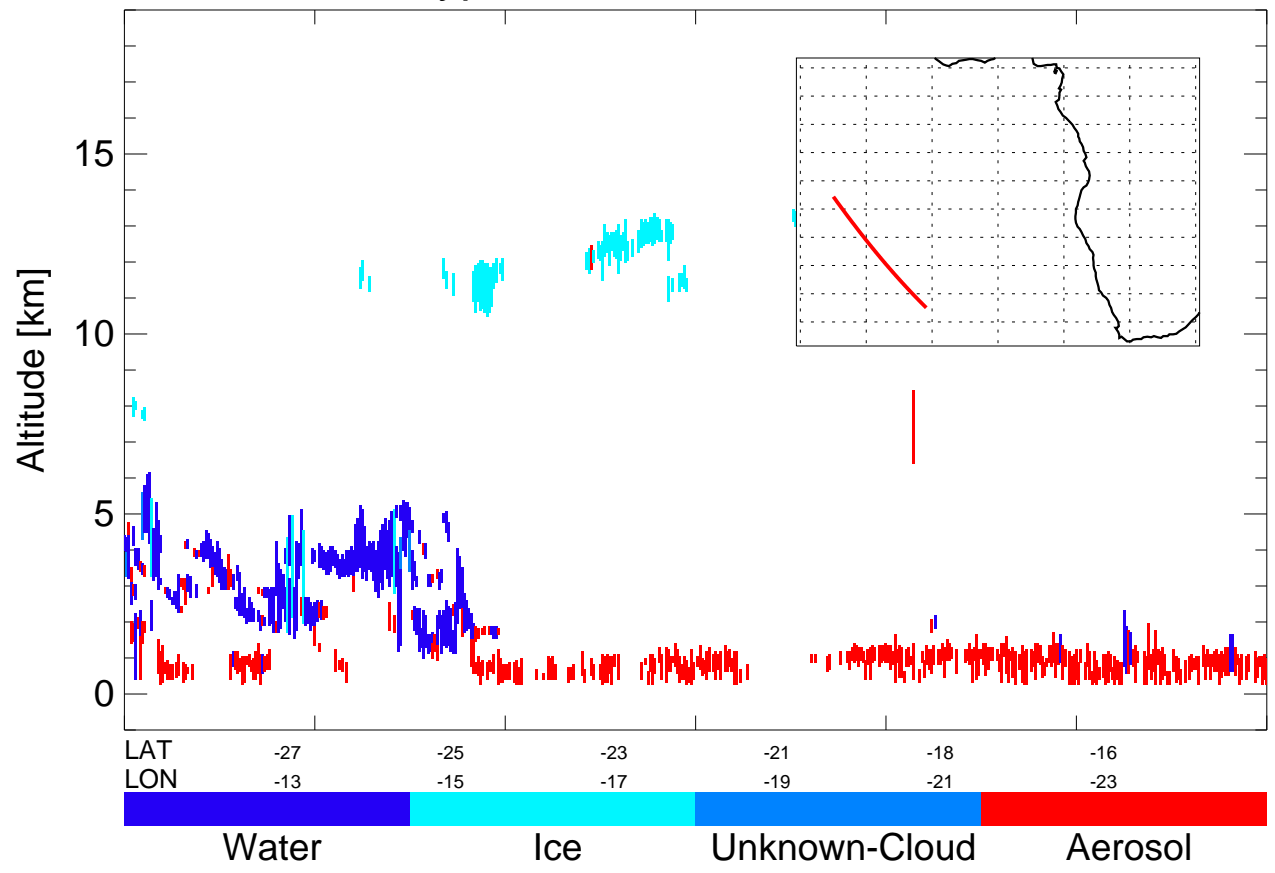 15
10
5
0
Altitude [km]
LAT -27 -25 -23 -21 -18 -16
LON -13 -15 -17 -19 -21 -23
Water Ice Unknown-Cloud Aerosol